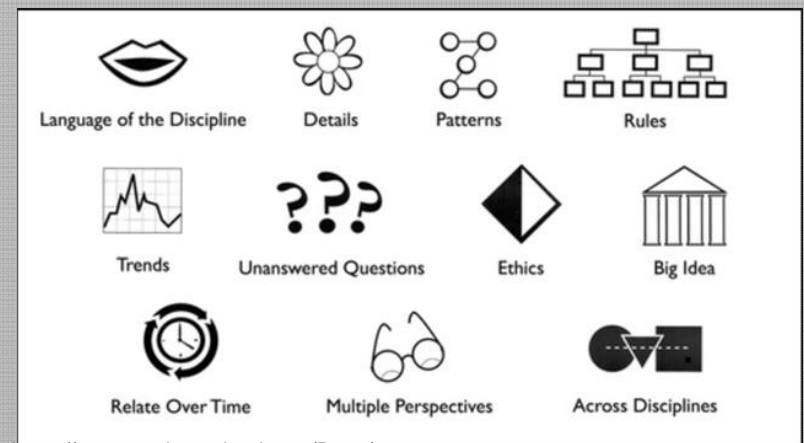 Language of the Discipline Details Patterns Rules
Trends Unanswered Questions Ethics Big Idea
Relate Over Time Multiple Perspectives Across Disciplines